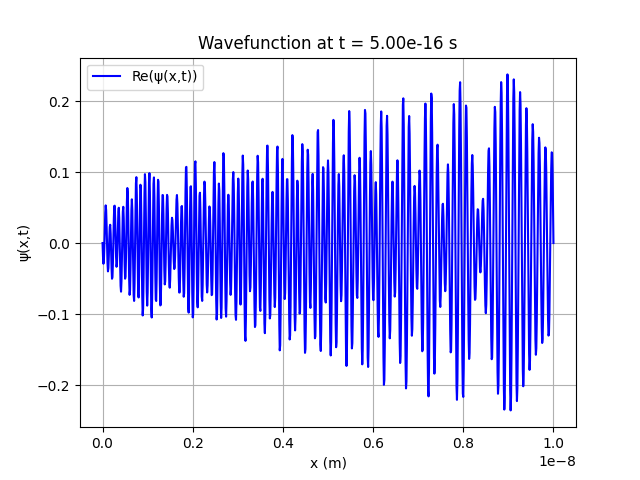 Wavefunction at t = 5.00e-16 s
Re(ψ(x,t))
ψ(x,t)
0.2
0.1
0.0
−0.1
−0.2
0.0 0.2 0.4 0.6 0.8 1.0
1e−8
x (m)